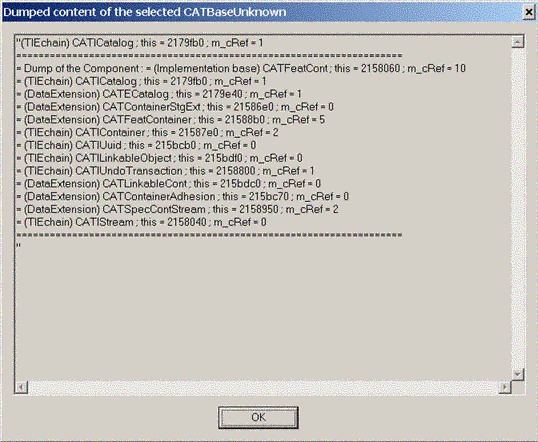 Dumped content of the selected CATBaseUnknown
"(TIEchain) CATICatalog ; this = 2179fb0 ; m_cRef = 1
==========================================================
= Dump of the Component : = (Implementation base) CATFeatCont ; this = 2158060 ; m_cRef = 10
= (TIEchain) CATICatalog ; this = 2179fb0 ; m_cRef = 1
= (DataExtension) CATECatalog ; this = 2179e40 ; m_cRef = 1
= (DataExtension) CATContainerStgExt ; this = 21586e0 ; m_cRef = 0
= (DataExtension) CATFeatContainer ; this = 21588b0 ; m_cRef = 5
= (TIEchain) CATIContainer ; this = 21587e0 ; m_cRef = 2
= (TIEchain) CATIUuid ; this = 215bcb0 ; m_cRef = 0
= (TIEchain) CATILinkableObject ; this = 215bdf0 ; m_cRef = 0
= (TIEchain) CATIUndoTransaction ; this = 2158800 ; m_cRef = 1
= (DataExtension) CATLinkableCont ; this = 215bdc0 ; m_cRef = 0
= (DataExtension) CATContainerAdhesion ; this = 215bc70 ; m_cRef = 0
= (DataExtension) CATSpecContStream ; this = 2158950 ; m_cRef = 2
= (TIEchain) CATIStream ; this = 2158040 ; m_cRef = 0
==========================================================
"
OK